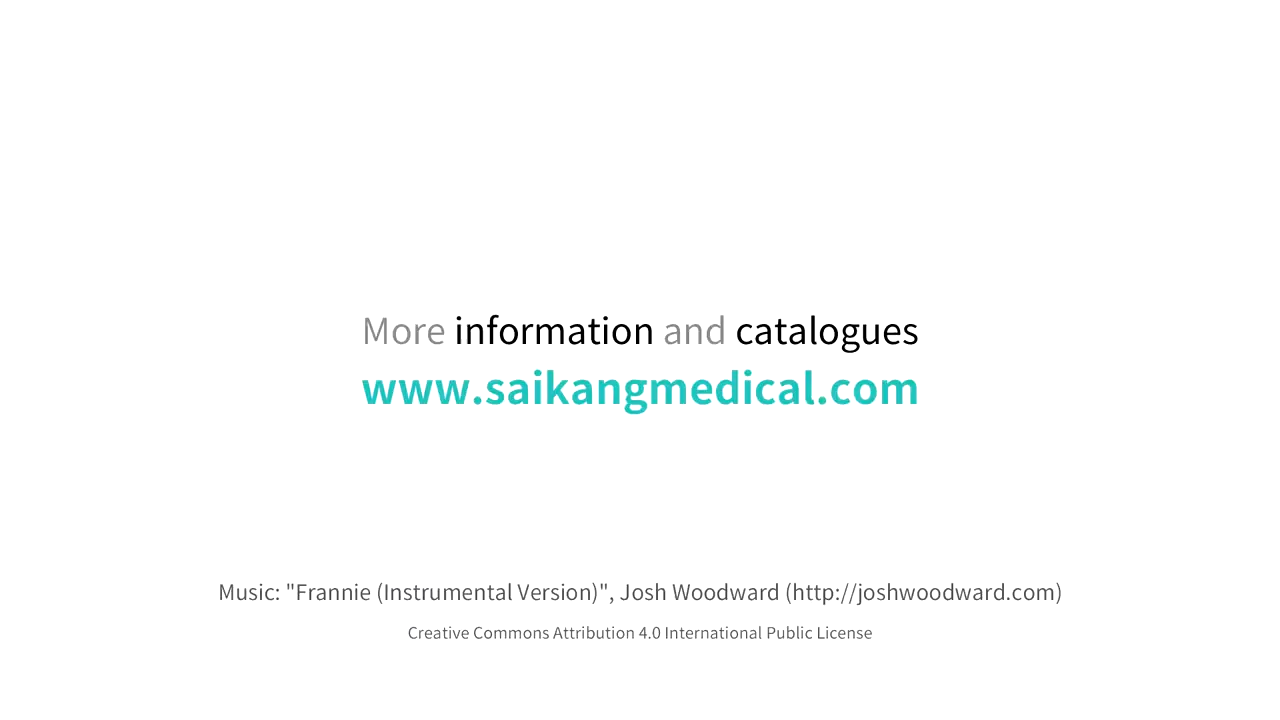 More information and catalogues
www.saikangmedical.com
Music: "Frannie (Instrumental Version)", Josh Woodward (http://joshwoodward.com)
Creative Commons Attribution 4.0 International Public License